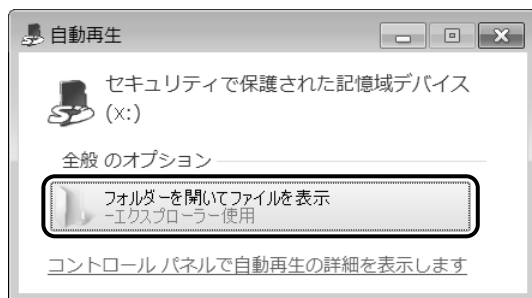 自動再生
セキュリティで保護された記憶域デバイス
(x:)
全般 のオプション
フォルダーを開いてファイルを表示
-エクスプローラー使用
コントロール パネルで自動再生の詳細を表示します